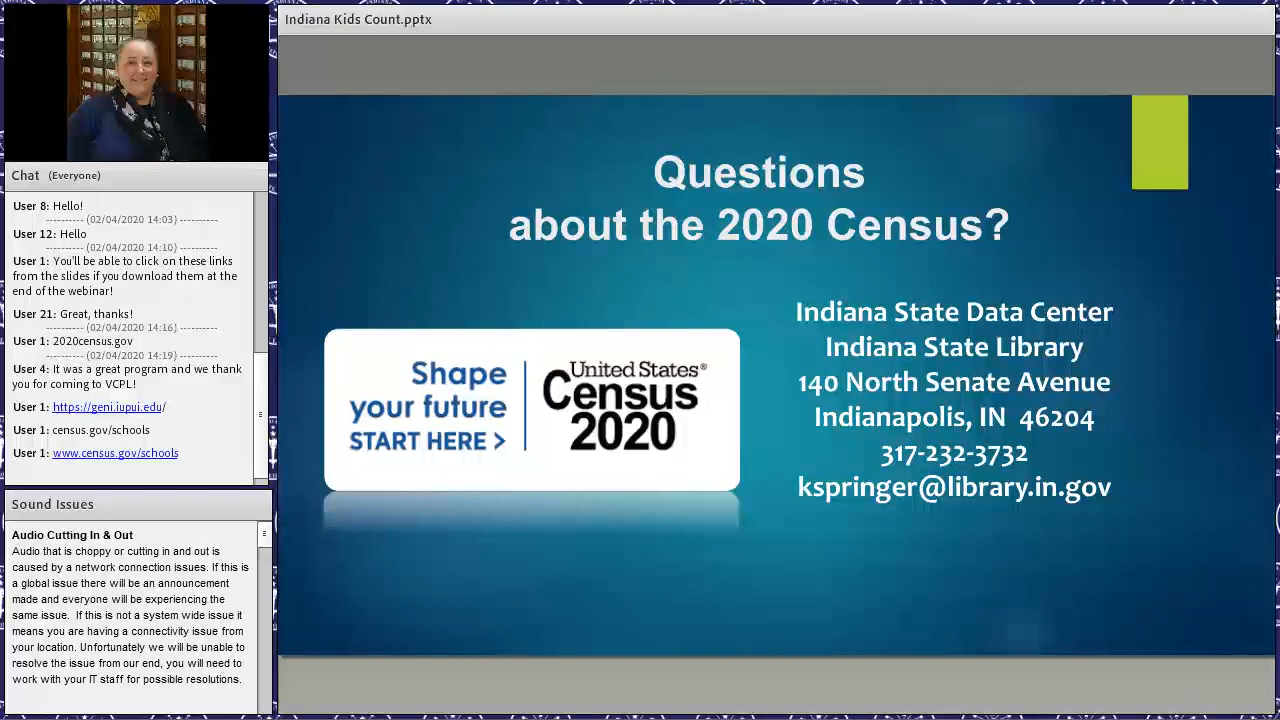 Indiana Kids Count.pptx
Chat (Everyone)
User 8: Hello!
---------- (02/04/2020 14:03) ----------
User 12: Hello
---------- (02/04/2020 14:10) ----------
User 1: You'll be able to click on these links
from the slides if you download them at the
end of the webinar!
User 21: Great, thanks!
---------- (02/04/2020 14:16) ----------
User 1: 2020census.gov
---------- (02/04/2020 14:19) ----------
User 4: It was a great program and we thank
you for coming to VCPL!
User 1: https://geni.iupui.edu/
User 1: census.gov/schools
User 1: www.census.gov/schools
Sound Issues
Audio Cutting In & Out
Audio that is choppy or cutting in and out is
caused by a network connection issues. If this is
a global issue there will be an announcement
made and everyone will be experiencing the
same issue. If this is not a system wide issue it
means you are having a connectivity issue from
your location. Unfortunately we will be unable to
resolve the issue from our end, you will need to
work with your IT staff for possible resolutions.
Questions
about the 2020 Census?
Shape
your future
START HERE >
United States®
Census
2020
Indiana State Data Center
Indiana State Library
140 North Senate Avenue
Indianapolis, IN 46204
317-232-3732
kspringer@library.in.gov